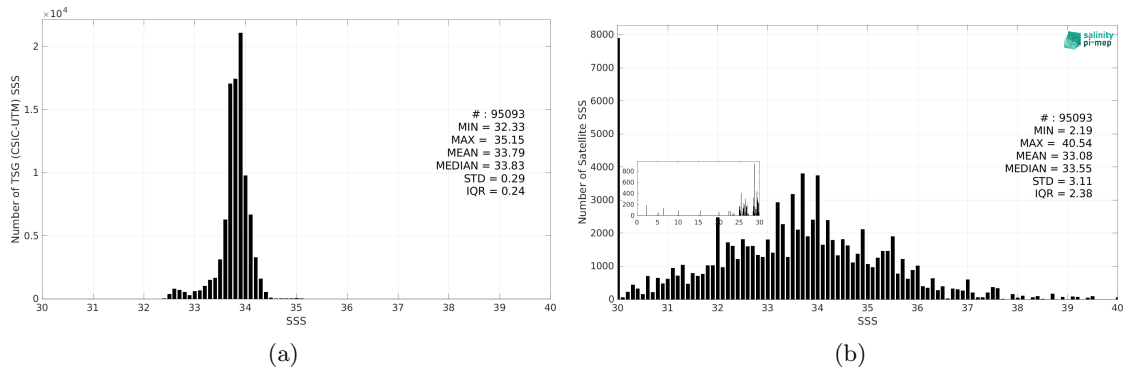 ×10⁴
2
1.5
1
0.5
0
30 31 32 33 34 35 36 37 38 39 40
SSS
Number of TSG (CSIC-UTM) SSS
# : 95093
MIN = 32.33
MAX = 35.15
MEAN = 33.79
MEDIAN = 33.83
STD = 0.29
IQR = 0.24
(a)
8000
7000
6000
5000
4000
3000
2000
1000
0
30 31 32 33 34 35 36 37 38 39 40
SSS
Number of Satellite SSS
salinity
pi-mep
# : 95093
MIN = 2.19
MAX = 40.54
MEAN = 33.08
MEDIAN = 33.55
STD = 3.11
IQR = 2.38
800
600
400
200
0
0 5 10 15 20 25 30
(b)